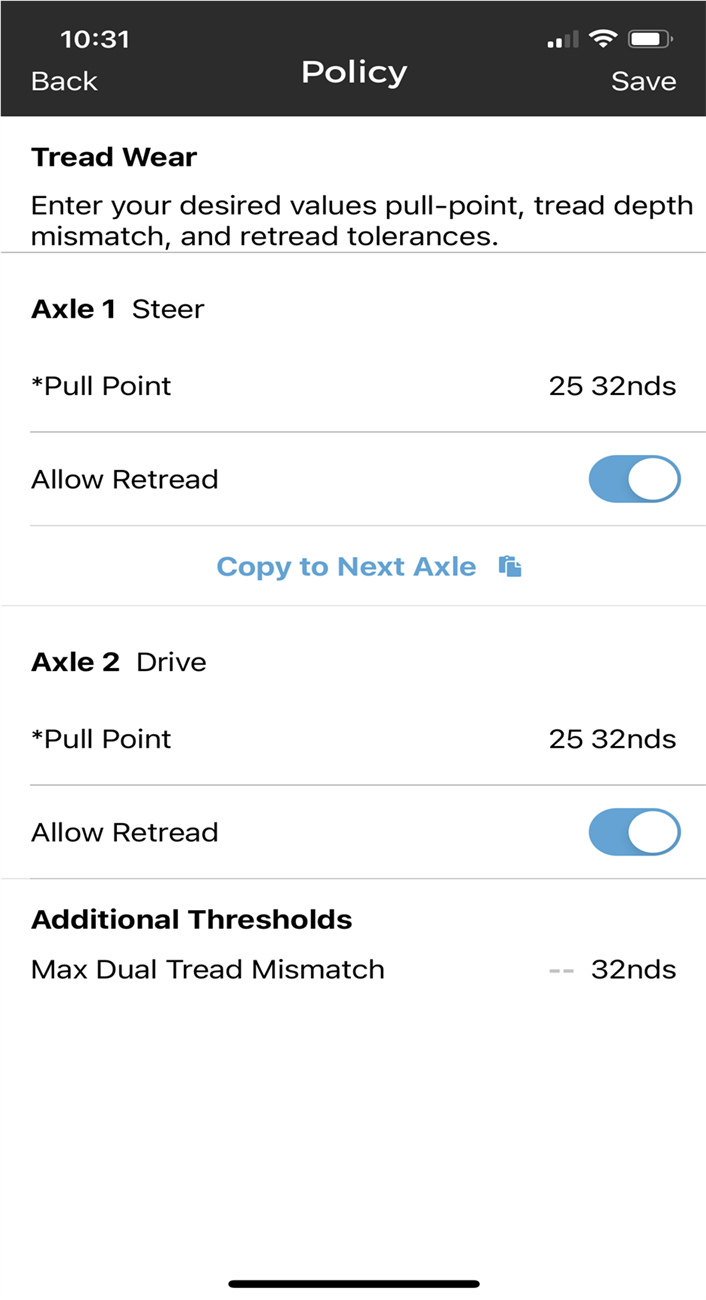 10:31
Back
Policy
Save
Tread Wear
Enter your desired values pull-point, tread depth
mismatch, and retread tolerances.
Axle 1 Steer
*Pull Point 25 32nds
Allow Retread
Copy to Next Axle
Axle 2 Drive
*Pull Point 25 32nds
Allow Retread
Additional Thresholds
Max Dual Tread Mismatch -- 32nds